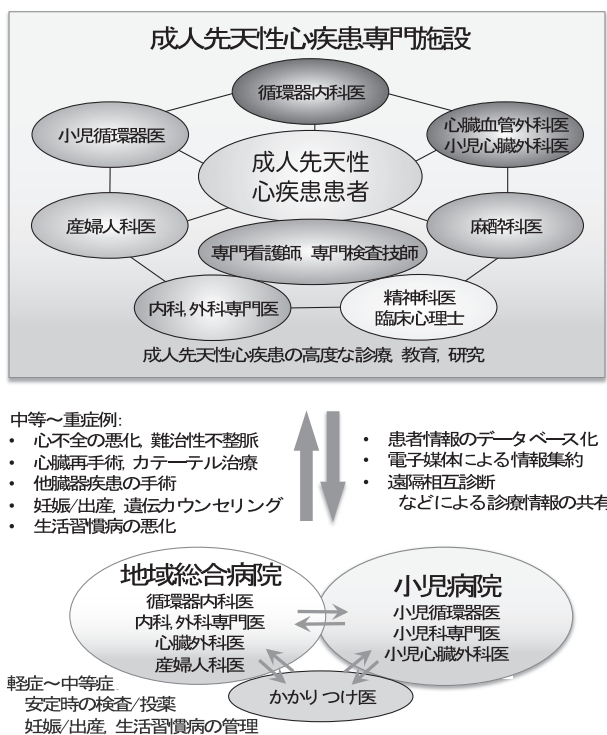 成人先天性心疾患専門施設
循環器内科医
小児循環器医
心臓血管外科医
小児心臓外科医
成人先天性
心疾患患者
産婦人科医
麻酔科医
専門看護師, 専門検査技師
内科, 外科専門医
精神科医
臨床心理士
成人先天性心疾患の高度な診療, 教育, 研究
中等～重症例:
• 心不全の悪化, 難治性不整脈
• 心臓再手術, カテーテル治療
• 他臓器疾患の手術
• 妊娠/出産, 遺伝カウンセリング
• 生活習慣病の悪化
• 患者情報のデータベース化
• 電子媒体による情報集約
• 遠隔相互診断
などによる診療情報の共有
地域総合病院
循環器内科医
内科, 外科専門医
心臓外科医
産婦人科医
小児病院
小児循環器医
小児科専門医
小児心臓外科医
かかりつけ医
軽症～中等症
安定時の検査/投薬
妊娠/出産, 生活習慣病の管理